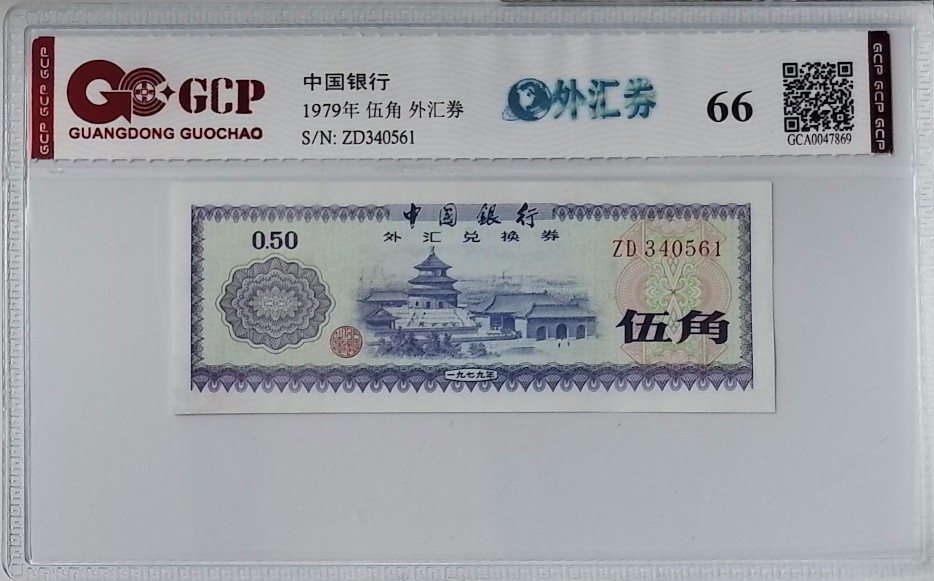 GCP GCP GCP
GCP
GUANGDONG GUOCHAO
中国银行
1979年 伍角 外汇券
S/N: ZD340561
外汇券
66
GCA0047869
GCP GCP GCP
中国銀行
外汇兑换券
0.50
ZD 340561
伍角
一九七九年